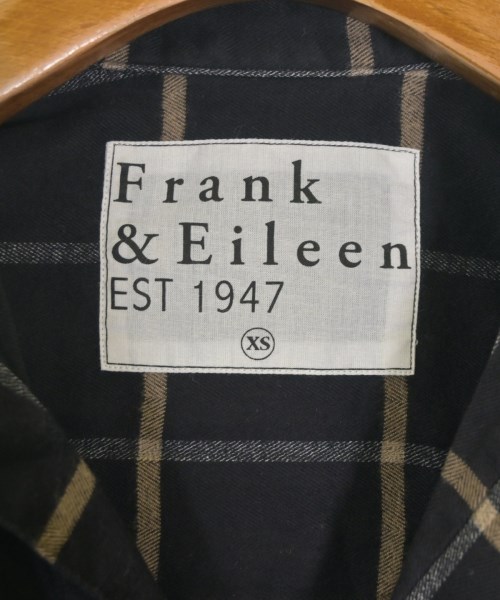 Frank
& Eileen
EST 1947
XS